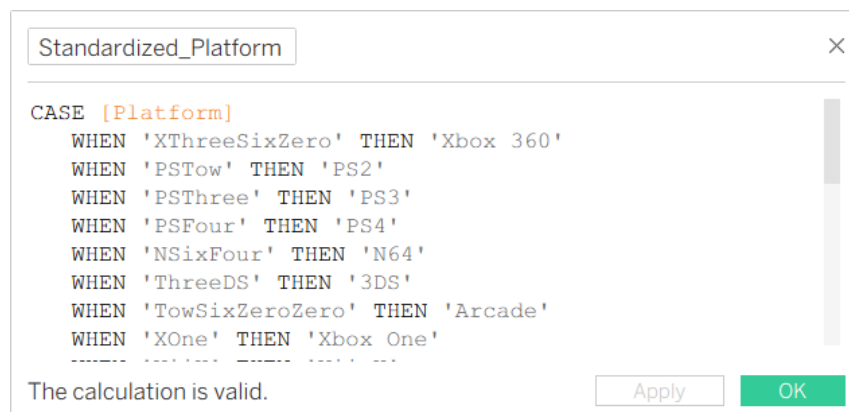 Standardized_Platform
CASE [Platform]
WHEN 'XThreeSixZero' THEN 'Xbox 360'
WHEN 'PSTow' THEN 'PS2'
WHEN 'PSThree' THEN 'PS3'
WHEN 'PSFour' THEN 'PS4'
WHEN 'NSixFour' THEN 'N64'
WHEN 'ThreeDS' THEN '3DS'
WHEN 'TowSixZeroZero' THEN 'Arcade'
WHEN 'XOne' THEN 'Xbox One'
The calculation is valid.
Apply
OK